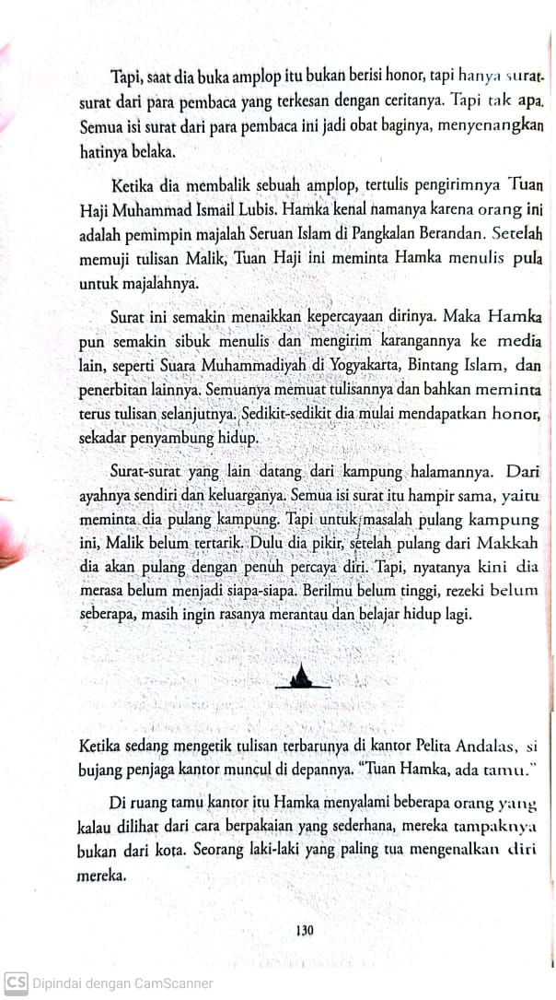 Tapi, saat dia buka amplop itu bukan berisi honor, tapi hanya surat-
surat dari para pembaca yang terkesan dengan ceritanya. Tapi tak apa.
Semua isi surat dari para pembaca ini jadi obat baginya, menyenangkan
hatinya belaka.
Ketika dia membalik sebuah amplop, tertulis pengirimnya Tuan
Haji Muhammad Ismail Lubis. Hamka kenal namanya karena orang ini
adalah pemimpin majalah Seruan Islam di Pangkalan Berandan. Setelah
memuji tulisan Malik, Tuan Haji ini meminta Hamka menulis pula
untuk majalahnya.
Surat ini semakin menaikkan kepercayaan dirinya. Maka Hamka
pun semakin sibuk menulis dan mengirim karangannya ke media
lain, seperti Suara Muhammadiyah di Yogyakarta, Bintang Islam, dan
penerbitan lainnya. Semuanya memuat tulisannya dan bahkan meminta
terus tulisan selanjutnya. Sedikit-sedikit dia mulai mendapatkan honor,
sekadar penyambung hidup.
Surat-surat yang lain datang dari kampung halamannya. Dari
ayahnya sendiri dan keluarganya. Semua isi surat itu hampir sama, yaitu
meminta dia pulang kampung. Tapi untuk masalah pulang kampung
ini, Malik belum tertarik. Dulu dia pikir, setelah pulang dari Makkah
dia akan pulang dengan penuh percaya diri. Tapi, nyatanya kini dia
merasa belum menjadi siapa-siapa. Berilmu belum tinggi, rezeki belum
seberapa, masih ingin rasanya merantau dan belajar hidup lagi.
Ketika sedang mengetik tulisan terbarunya di kantor Pelita Andalas, si
bujang penjaga kantor muncul di depannya. “Tuan Hamka, ada tamu.”
Di ruang tamu kantor itu Hamka menyalami beberapa orang yang
kalau dilihat dari cara berpakaian yang sederhana, mereka tampaknya
bukan dari kota. Seorang laki-laki yang paling tua mengenalkan diri
mereka.
130
CS Dipindai dengan CamScanner